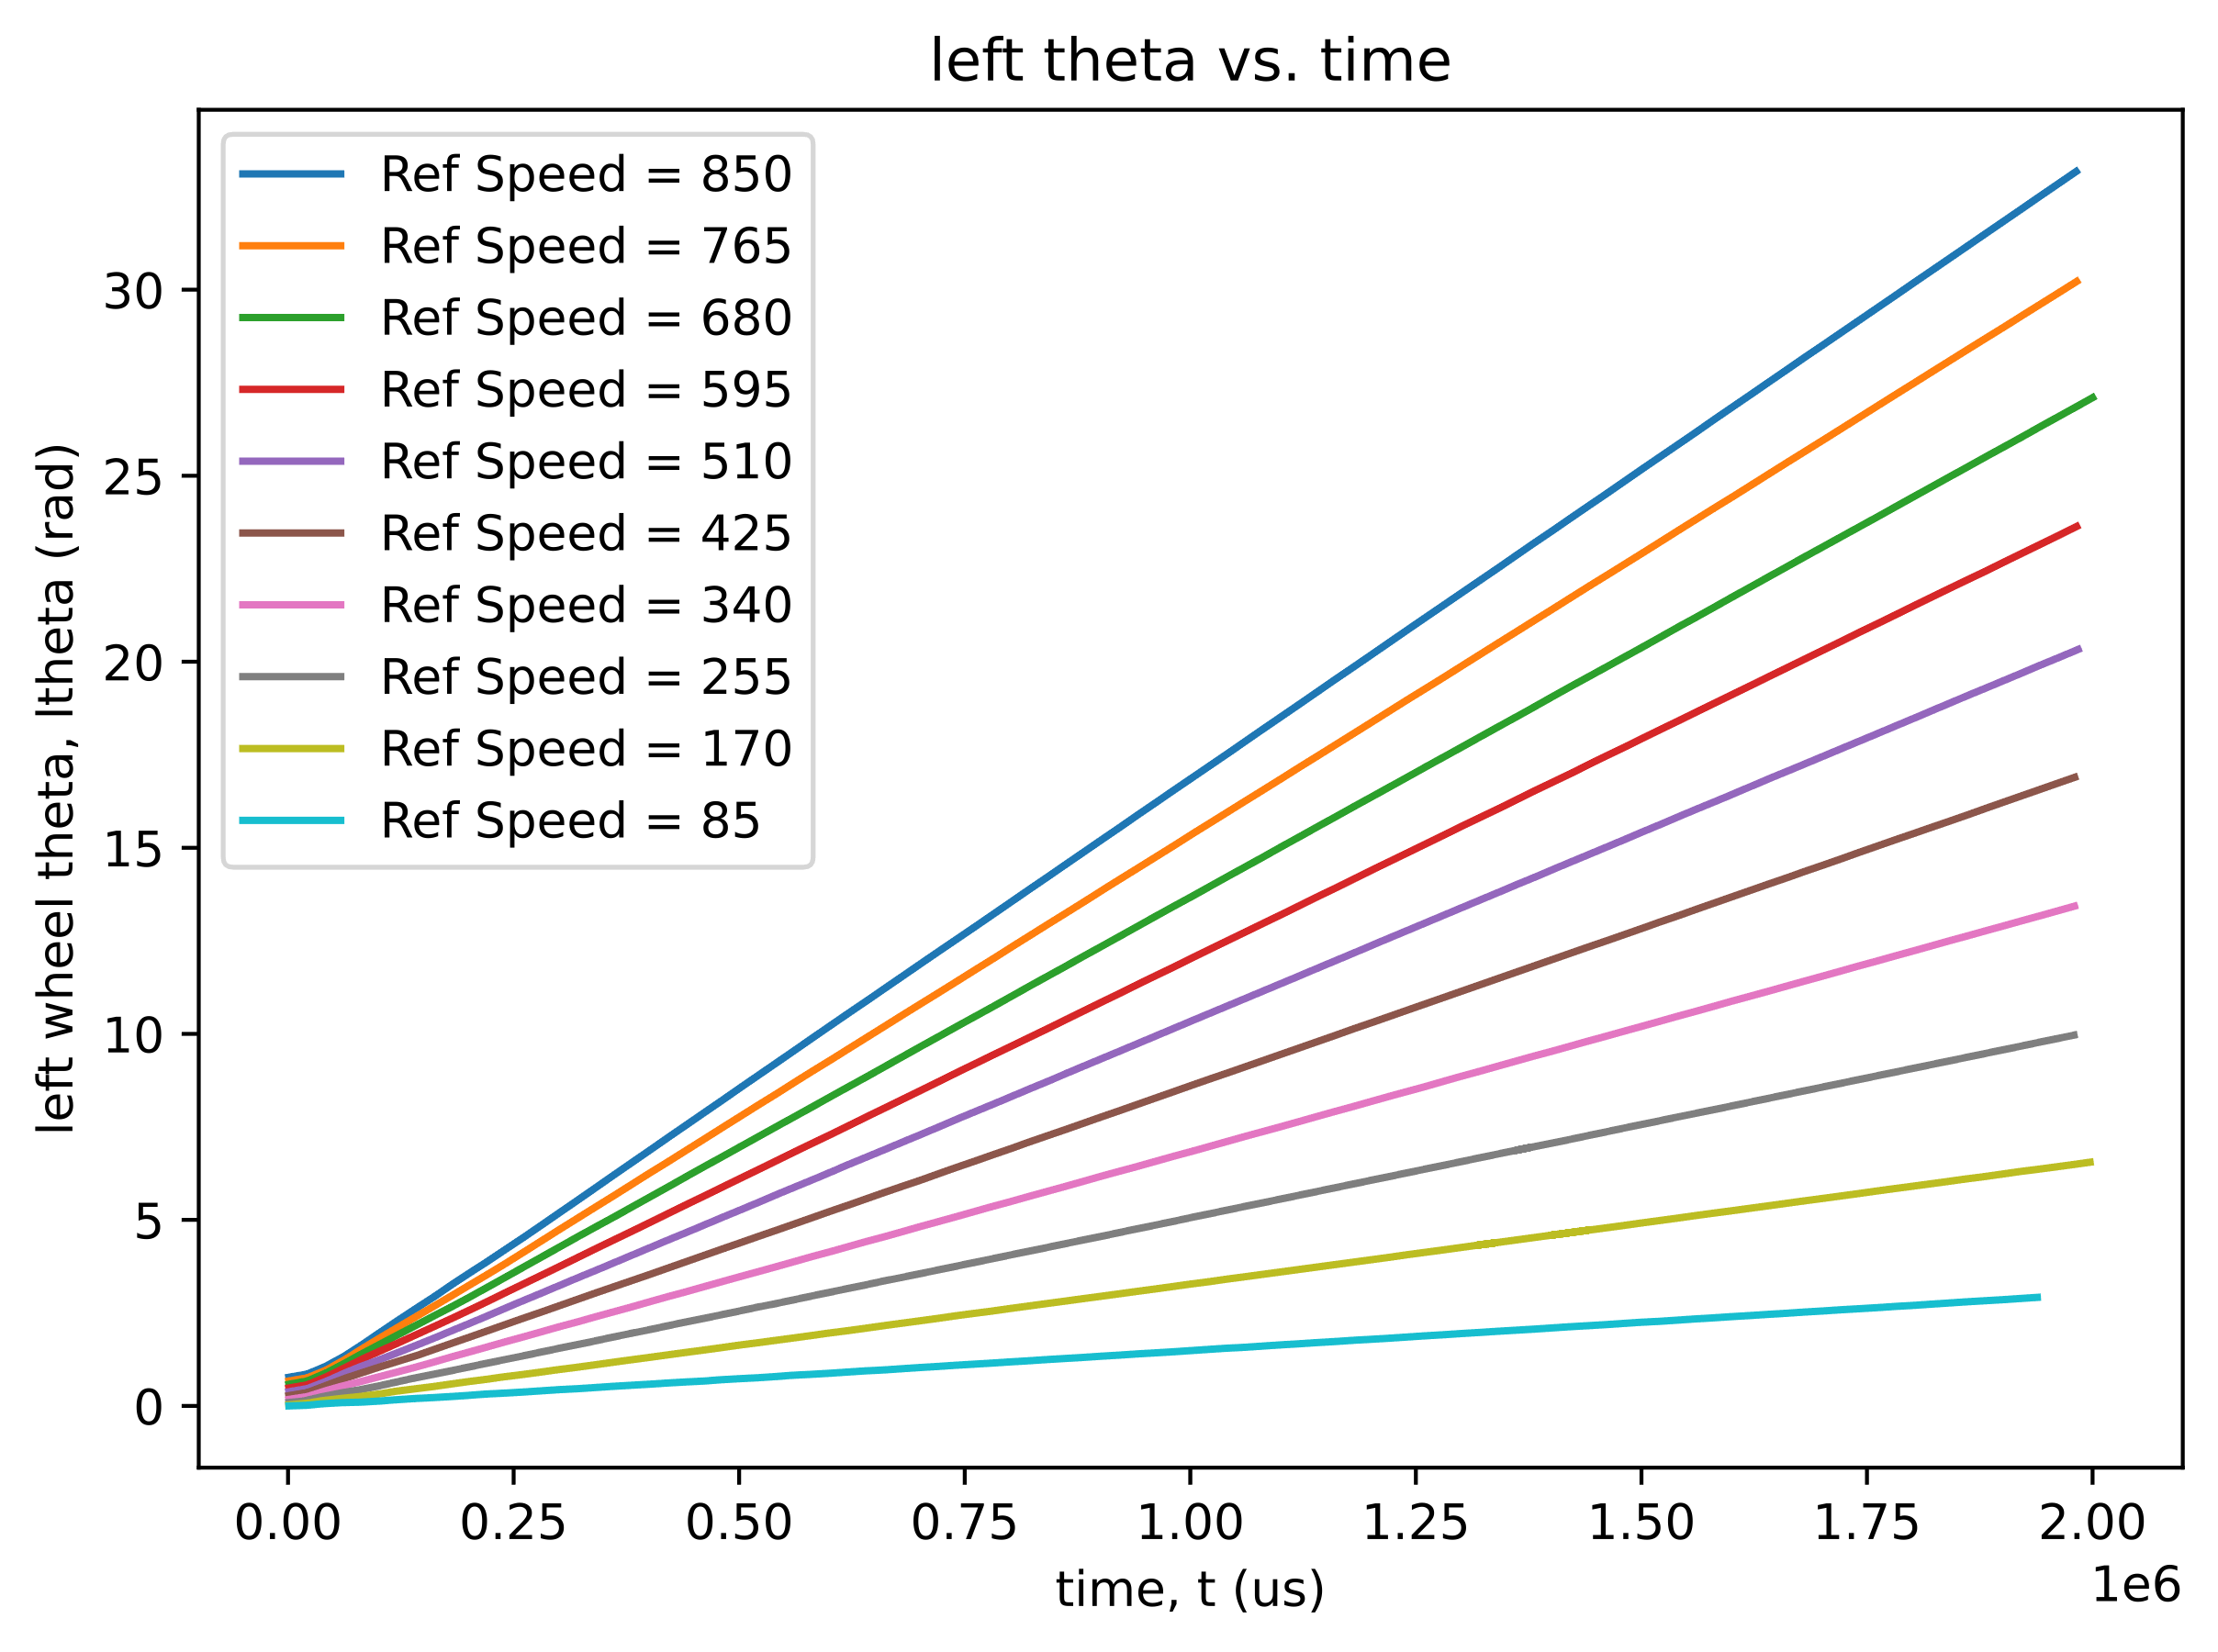 left theta vs. time
left wheel theta, ltheta (rad)
30
25
20
15
10
5
0
Ref Speed = 850
Ref Speed = 765
Ref Speed = 680
Ref Speed = 595
Ref Speed = 510
Ref Speed = 425
Ref Speed = 340
Ref Speed = 255
Ref Speed = 170
Ref Speed = 85
0.00 0.25 0.50 0.75 1.00 1.25 1.50 1.75 2.00
1e6
time, t (us)